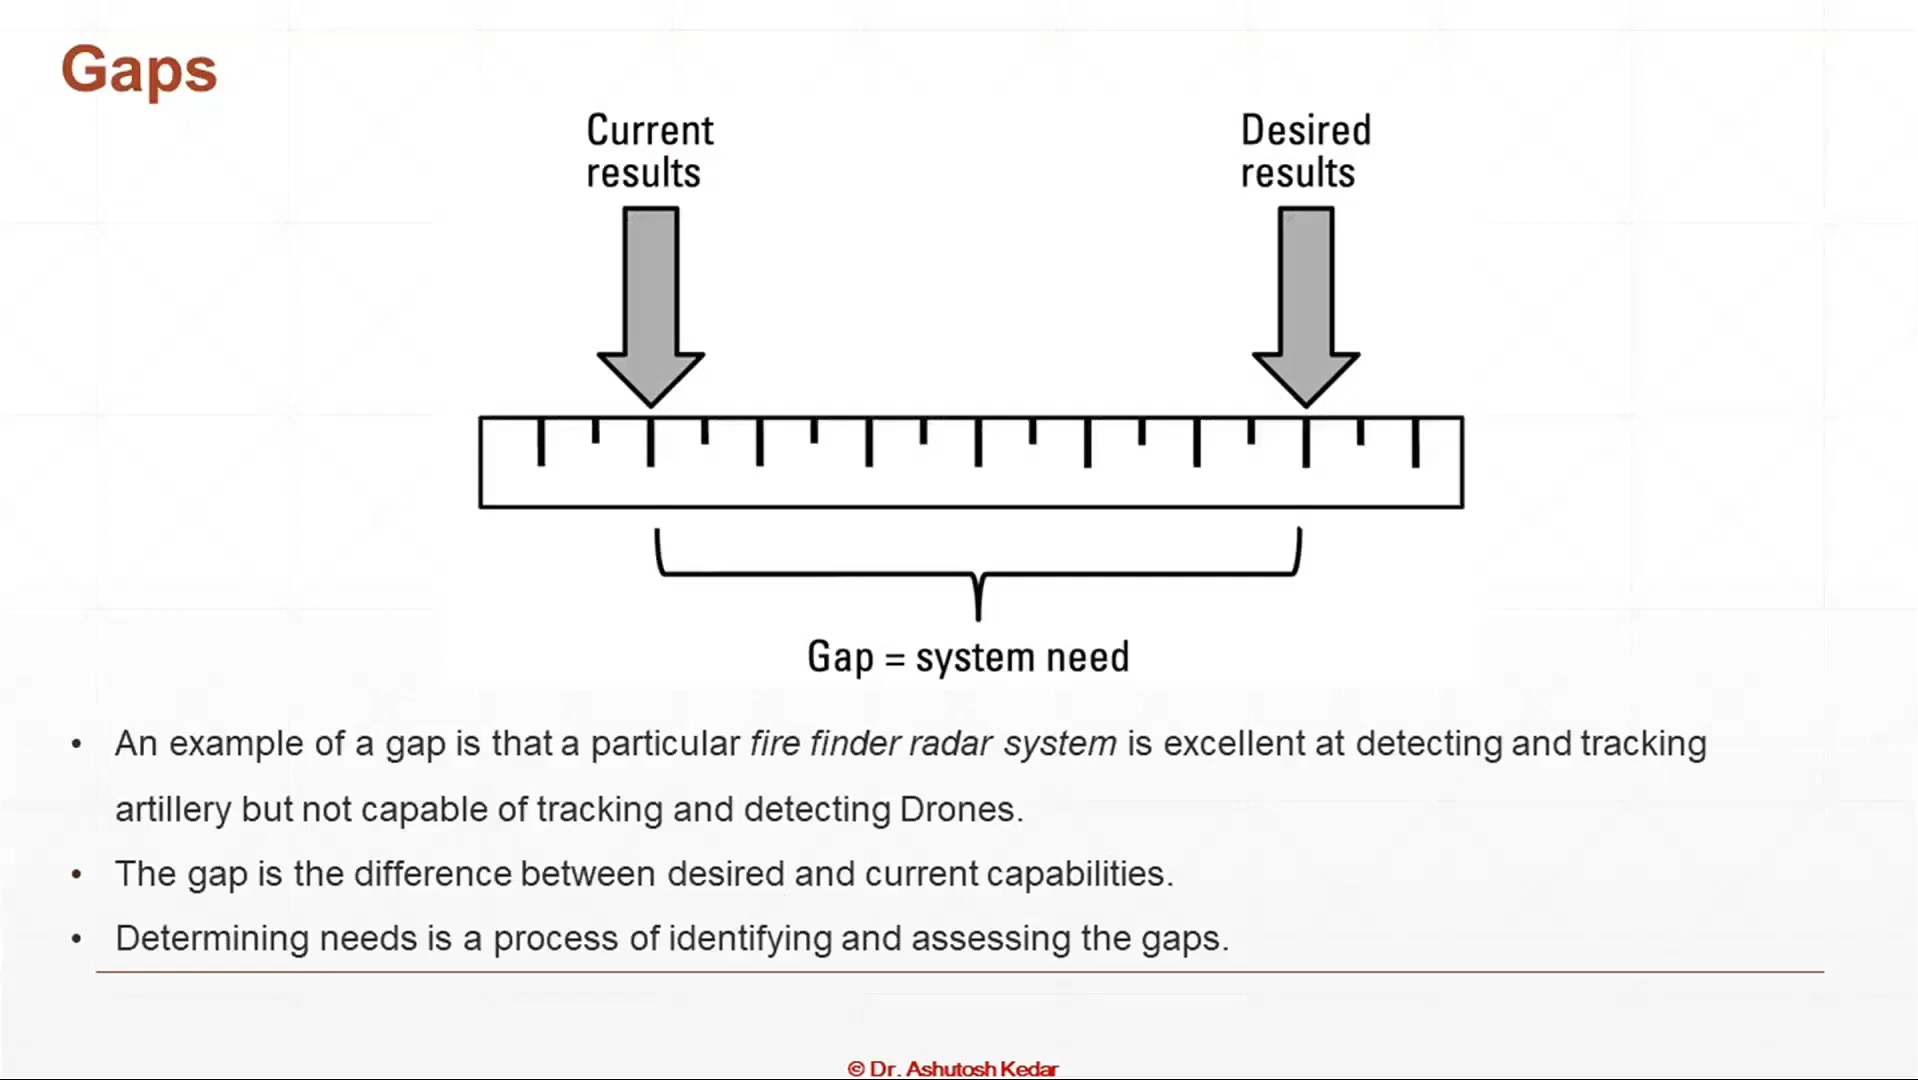 Gaps
Current
results
Desired
results
Gap = system need
• An example of a gap is that a particular fire finder radar system is excellent at detecting and tracking
artillery but not capable of tracking and detecting Drones.
• The gap is the difference between desired and current capabilities.
• Determining needs is a process of identifying and assessing the gaps.
© Dr. Ashutosh Kedar